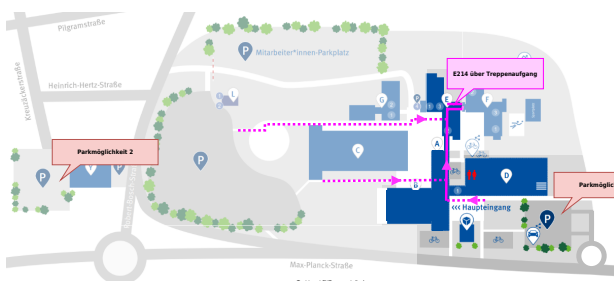 Pilgramstraße
P
Mitarbeiter*innen-Parkplatz
E214 über Treppenaufgang
Kreuzäckerstraße
Heinrich-Hertz-Straße
L
G
E
F
Parkmöglichkeit 2
P
P
C
A
D
Parkmöglic
Haupteingang
P
Max-Planck-Straße